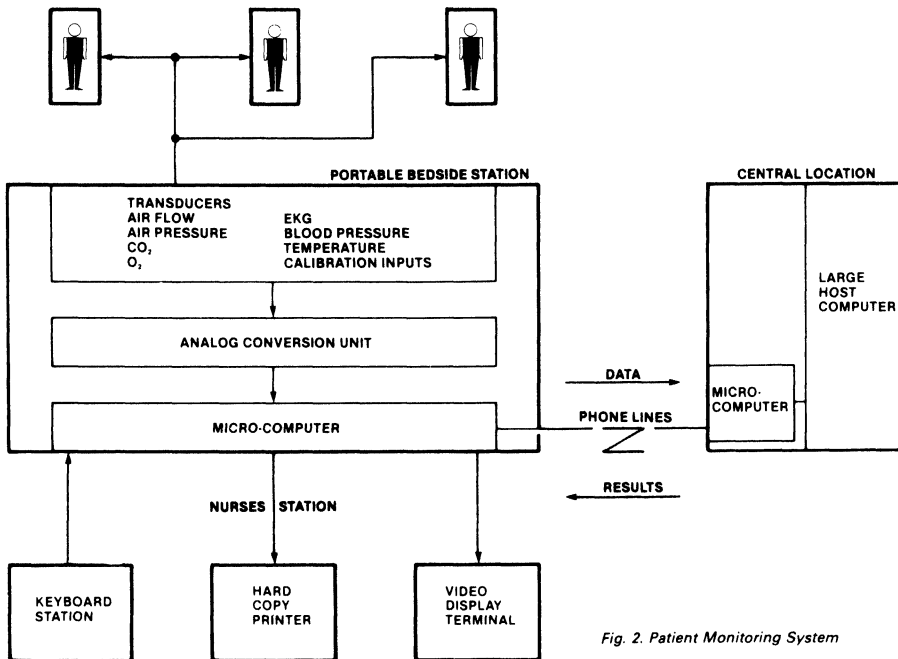 PORTABLE BEDSIDE STATION
CENTRAL LOCATION
TRANSDUCERS
AIR FLOW
AIR PRESSURE
CO₂
O₂
EKG
BLOOD PRESSURE
TEMPERATURE
CALIBRATION INPUTS
LARGE
HOST
COMPUTER
ANALOG CONVERSION UNIT
DATA
MICRO-
COMPUTER
PHONE LINES
MICRO-COMPUTER
RESULTS
NURSES STATION
KEYBOARD
STATION
HARD
COPY
PRINTER
VIDEO
DISPLAY
TERMINAL
Fig. 2. Patient Monitoring System